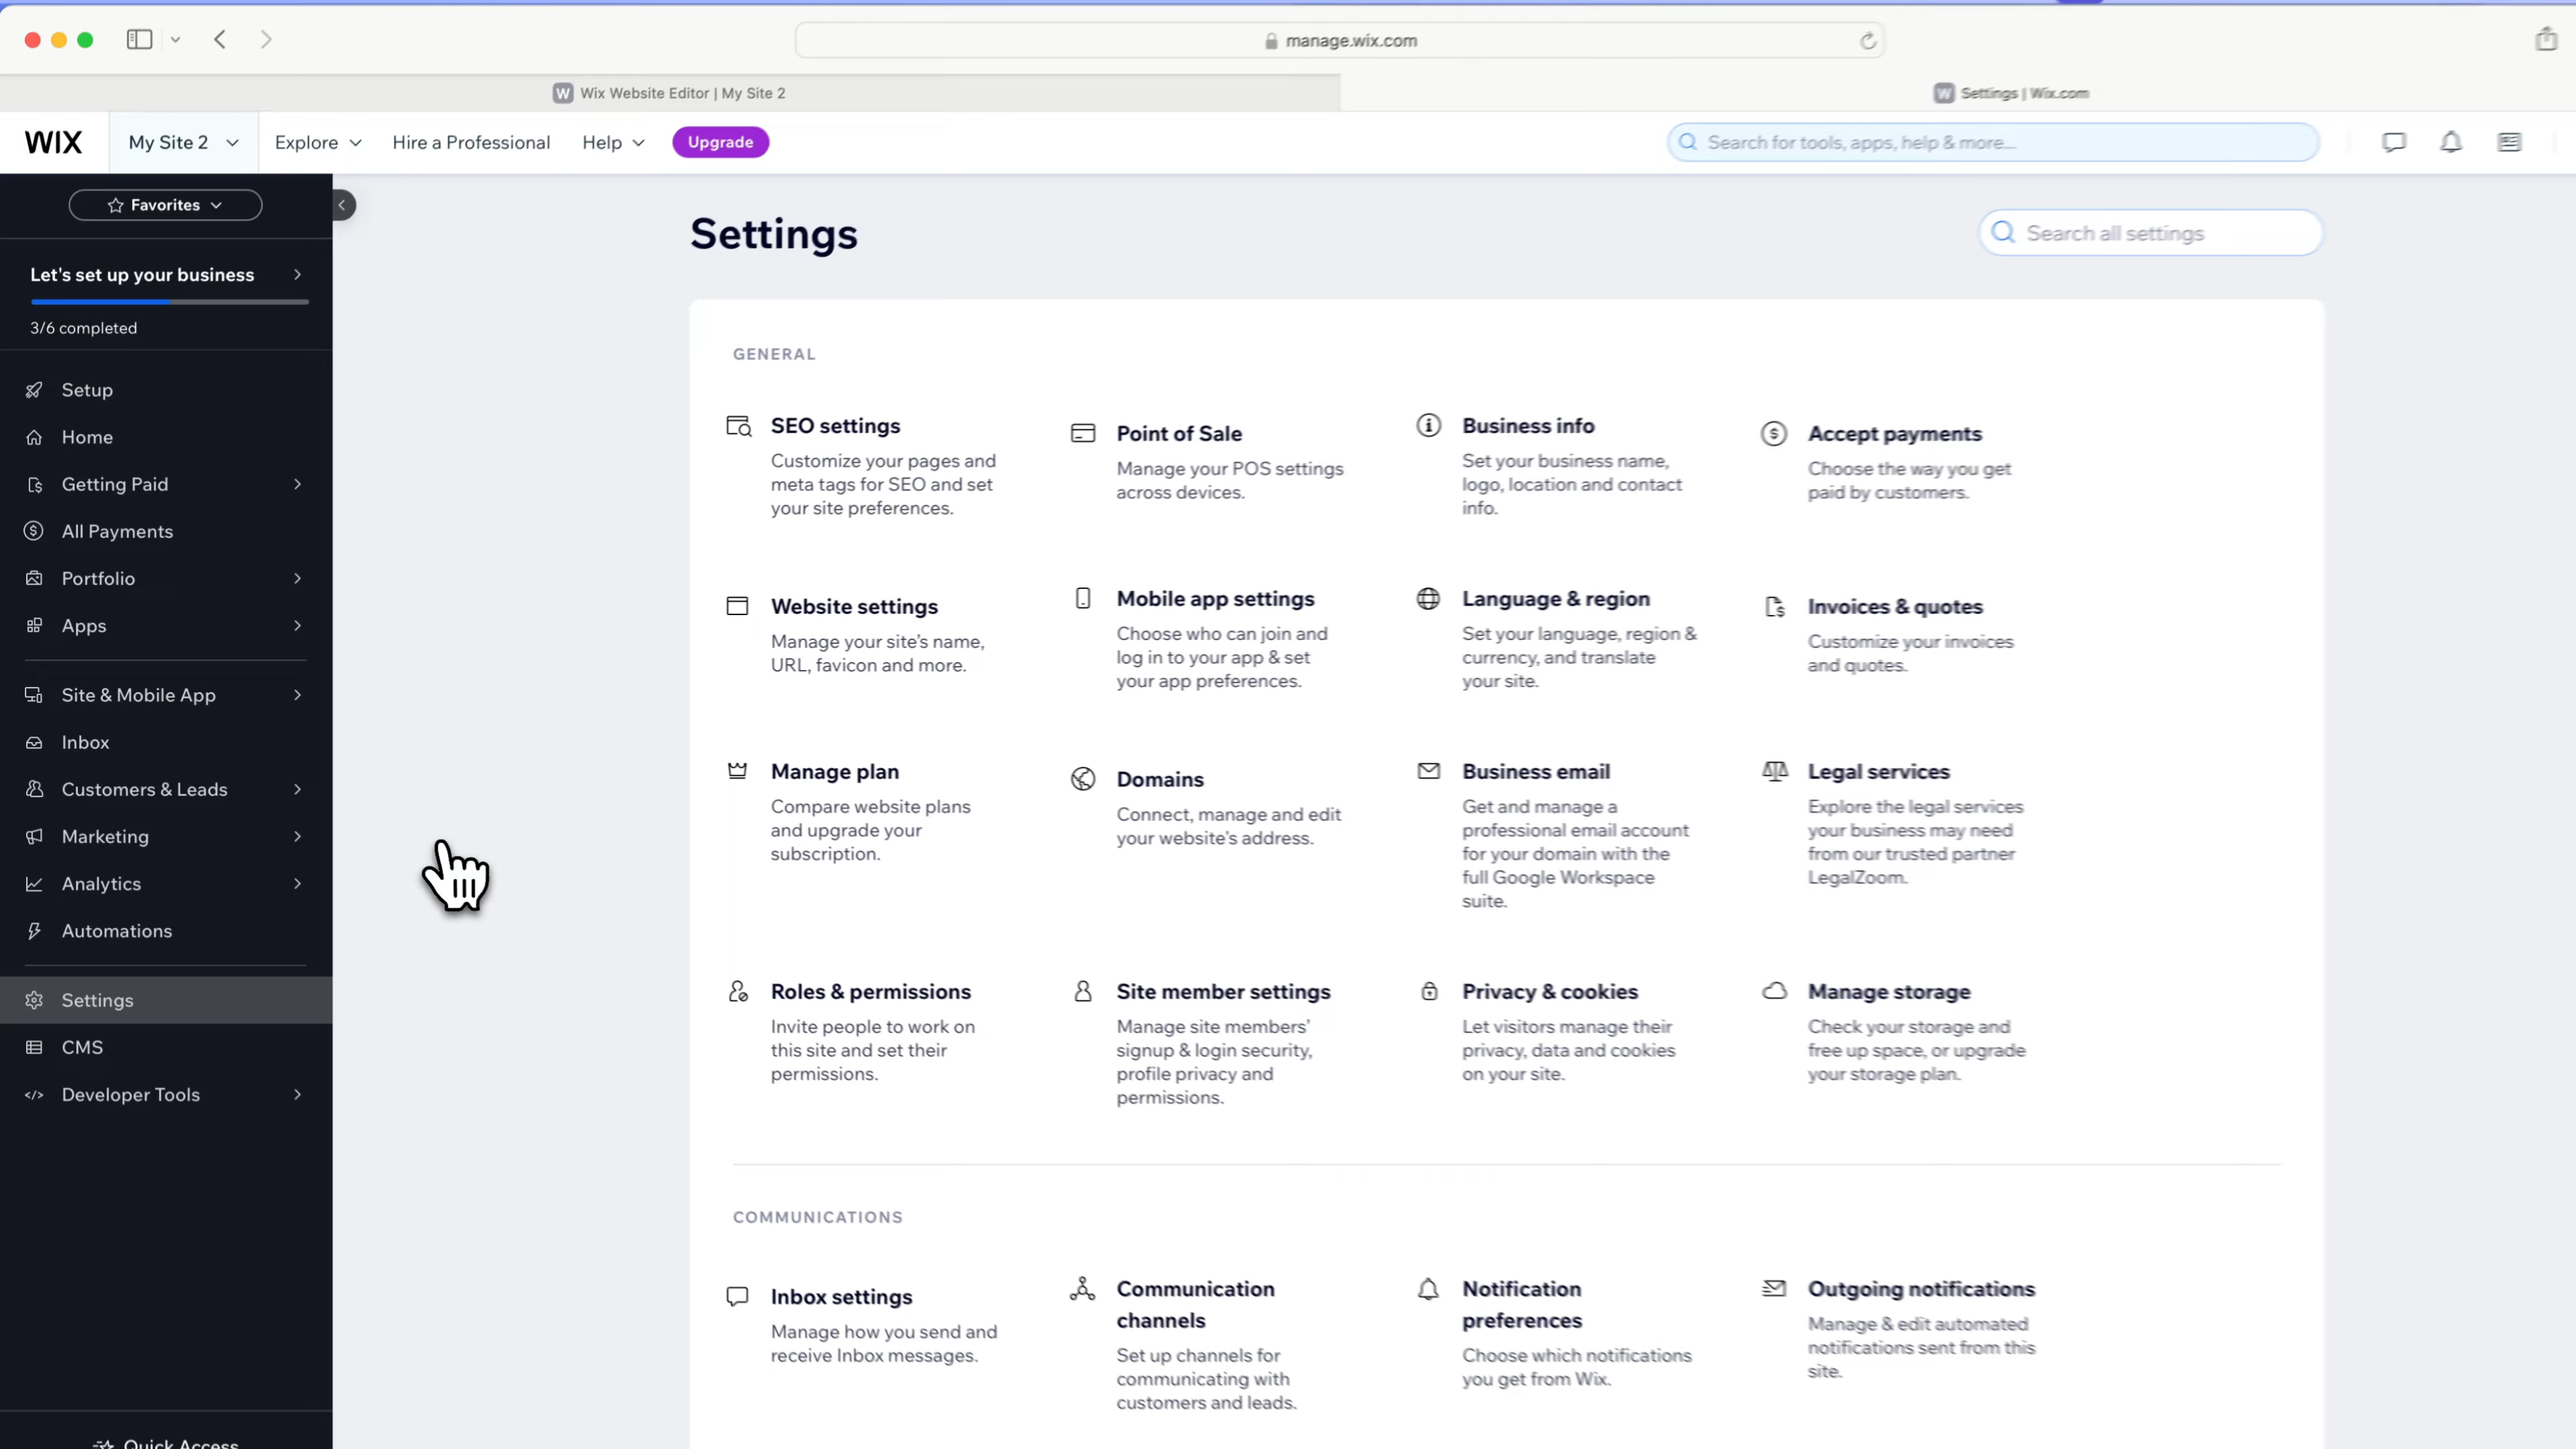 manage.wix.com
W Wix Website Editor | My Site 2
W Settings | Wix.com
WIX
My Site 2
Explore
Hire a Professional
Help
Upgrade
Search for tools, apps, help & more...
Favorites
Let's set up your business
3/6 completed
Setup
Home
Getting Paid
All Payments
Portfolio
Apps
Site & Mobile App
Inbox
Customers & Leads
Marketing
Analytics
Automations
Settings
CMS
Developer Tools
Quick Access
Settings
Search all settings
GENERAL
SEO settings
Customize your pages and
meta tags for SEO and set
your site preferences.
Point of Sale
Manage your POS settings
across devices.
Business info
Set your business name,
logo, location and contact
info.
Accept payments
Choose the way you get
paid by customers.
Website settings
Manage your site's name,
URL, favicon and more.
Mobile app settings
Choose who can join and
log in to your app & set
your app preferences.
Language & region
Set your language, region &
currency, and translate
your site.
Invoices & quotes
Customize your invoices
and quotes.
Manage plan
Compare website plans
and upgrade your
subscription.
Domains
Connect, manage and edit
your website's address.
Business email
Get and manage a
professional email account
for your domain with the
full Google Workspace
suite.
Legal services
Explore the legal services
your business may need
from our trusted partner
LegalZoom.
Roles & permissions
Invite people to work on
this site and set their
permissions.
Site member settings
Manage site members'
signup & login security,
profile privacy and
permissions.
Privacy & cookies
Let visitors manage their
privacy, data and cookies
on your site.
Manage storage
Check your storage and
free up space, or upgrade
your storage plan.
COMMUNICATIONS
Inbox settings
Manage how you send and
receive Inbox messages.
Communication
channels
Set up channels for
communicating with
customers and leads.
Notification
preferences
Choose which notifications
you get from Wix.
Outgoing notifications
Manage & edit automated
notifications sent from this
site.